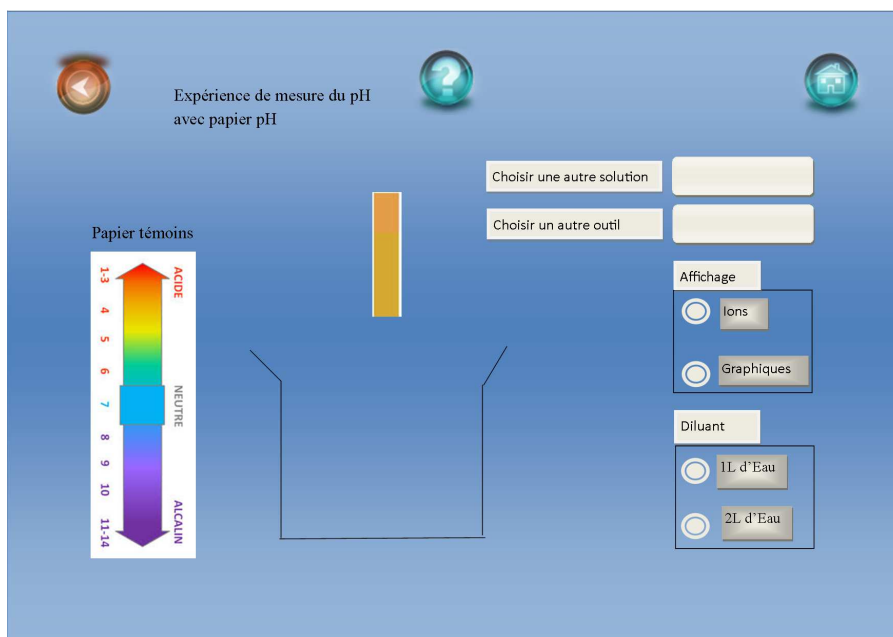 ?
Expérience de mesure du pH
avec papier pH
Choisir une autre solution
Choisir un autre outil
Papier témoins
1-3
4
5
6
7
8
9
10
11-14
ACIDE
NEUTRE
ALCALIN
Affichage
Ions
Graphiques
Diluant
1L d'Eau
2L d'Eau